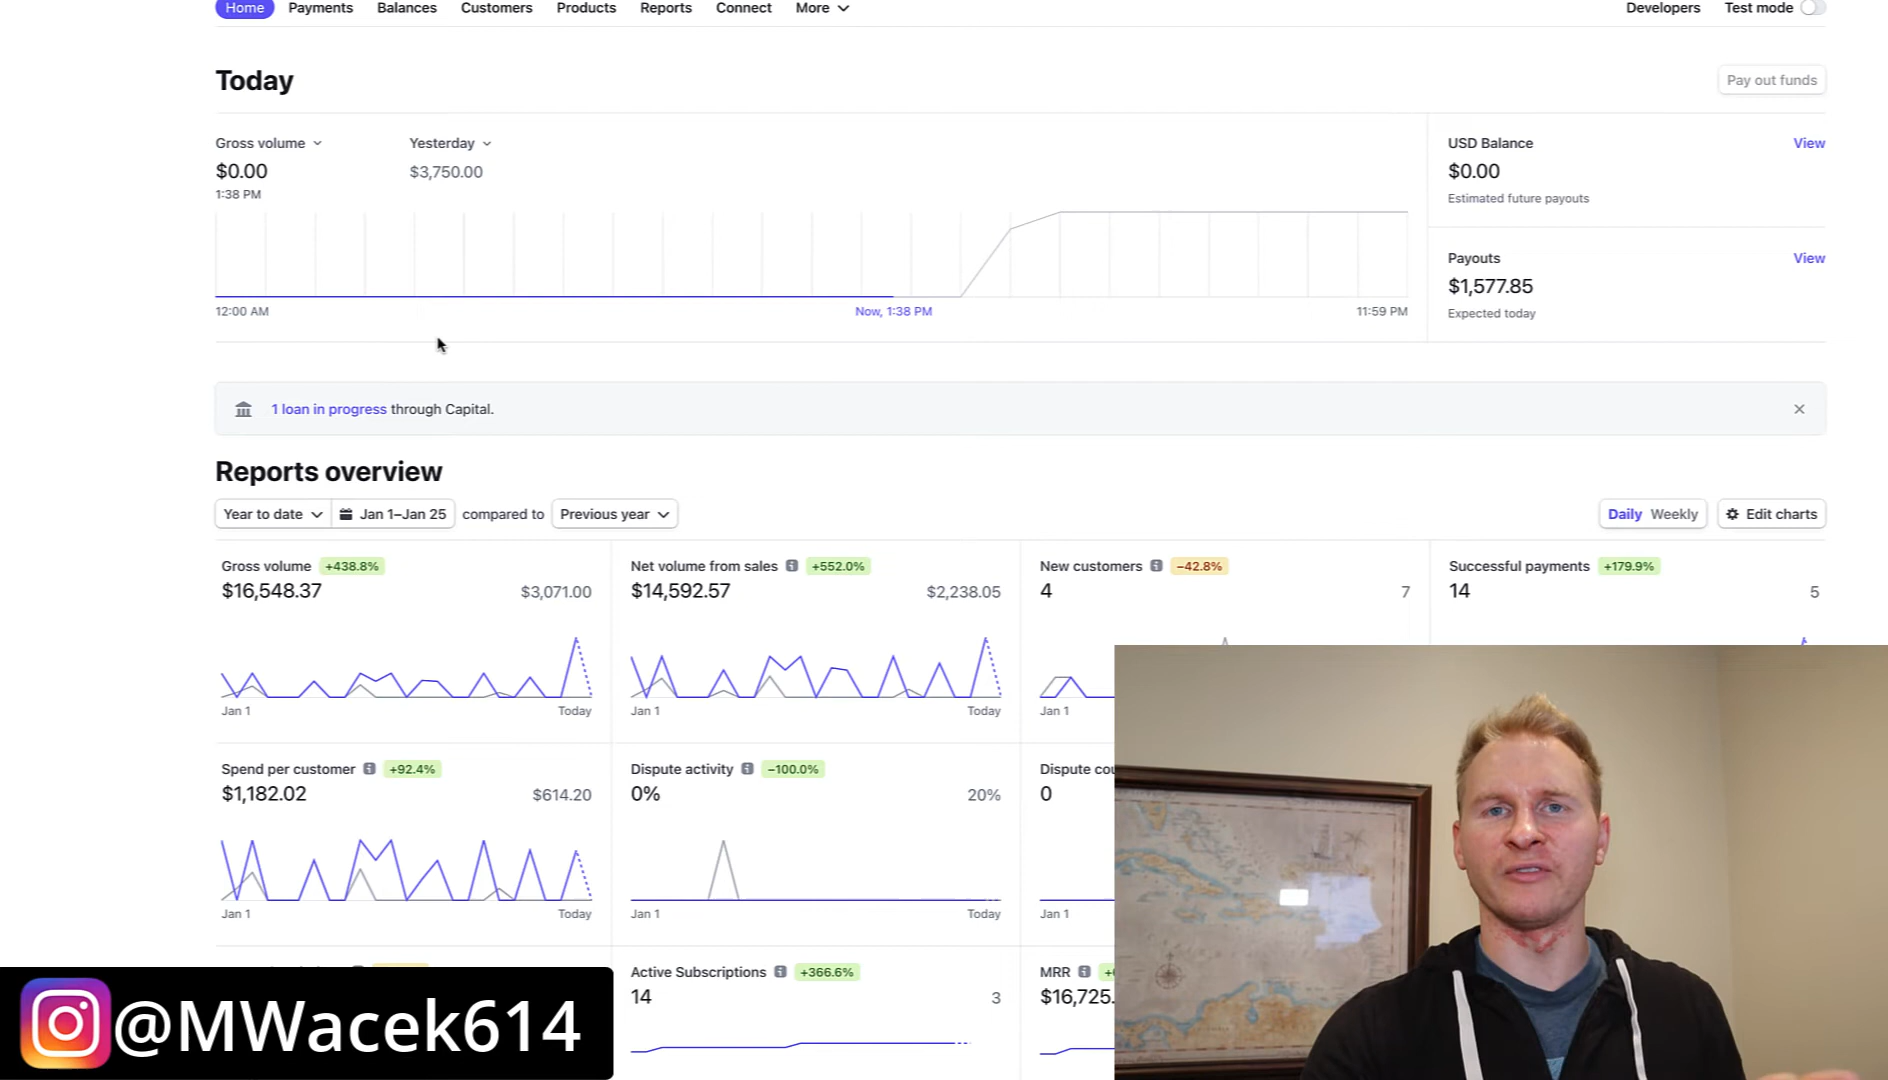 Home Payments Balances Customers Products Reports Connect More Developers Test mode
Today
Pay out funds
Gross volume Yesterday
$0.00 $3,750.00
1:38 PM
USD Balance View
$0.00
Estimated future payouts
Payouts View
$1,577.85
Expected today
12:00 AM Now, 1:38 PM 11:59 PM
1 loan in progress through Capital.
Reports overview
Year to date Jan 1–Jan 25 compared to Previous year Daily Weekly Edit charts
Gross volume +438.8%
$16,548.37 $3,071.00
Jan 1 Today
Net volume from sales +552.0%
$14,592.57 $2,238.05
Jan 1 Today
New customers −42.8%
4 7
Jan 1
Successful payments +179.9%
14 5
Spend per customer +92.4%
$1,182.02 $614.20
Jan 1 Today
Dispute activity −100.0%
0% 20%
Jan 1 Today
Dispute cou
0
Jan 1
Active Subscriptions +366.6%
14 3
MRR
$16,725.
@MWacek614